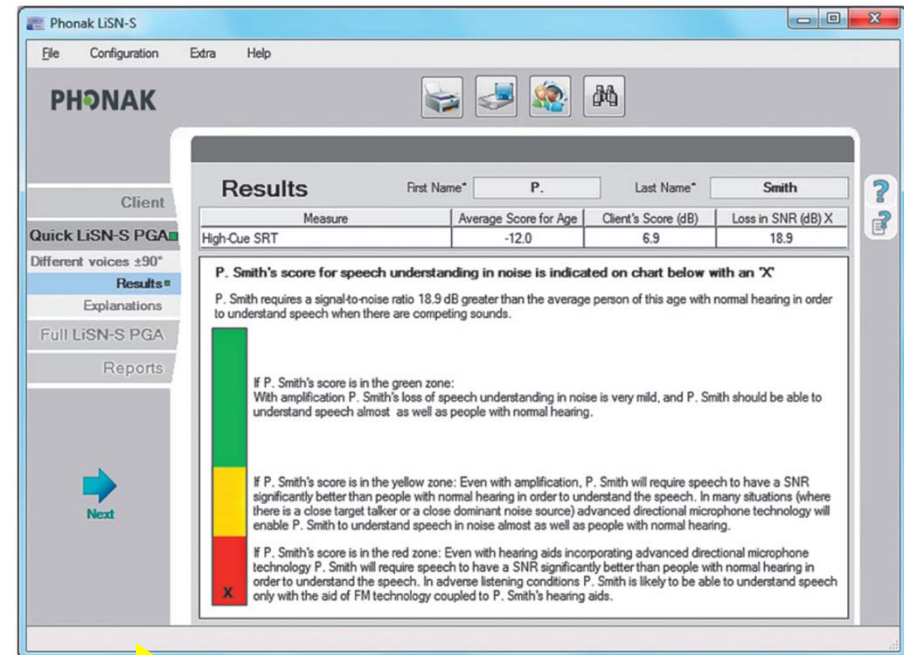 Phonak LiSN-S
File Configuration Extra Help
PHONAK
Results First Name* P. Last Name* Smith
Measure Average Score for Age Client's Score (dB) Loss in SNR (dB) X
High-Cue SRT -12.0 6.9 18.9
Client
Quick LiSN-S PGA
Different voices ±90°
Results
Explanations
Full LiSN-S PGA
Reports
Next
P. Smith's score for speech understanding in noise is indicated on chart below with an 'X'
P. Smith requires a signal-to-noise ratio 18.9 dB greater than the average person of this age with normal hearing in order
to understand speech when there are competing sounds.
If P. Smith's score is in the green zone:
With amplification P. Smith's loss of speech understanding in noise is very mild, and P. Smith should be able to
understand speech almost as well as people with normal hearing.
If P. Smith's score is in the yellow zone: Even with amplification, P. Smith will require speech to have a SNR
significantly better than people with normal hearing in order to understand the speech. In many situations (where
there is a close target talker or a close dominant noise source) advanced directional microphone technology will
enable P. Smith to understand speech in noise almost as well as people with normal hearing.
If P. Smith's score is in the red zone: Even with hearing aids incorporating advanced directional microphone
technology P. Smith will require speech to have a SNR significantly better than people with normal hearing in
order to understand the speech. In adverse listening conditions P. Smith is likely to be able to understand speech
only with the aid of FM technology coupled to P. Smith's hearing aids.
X